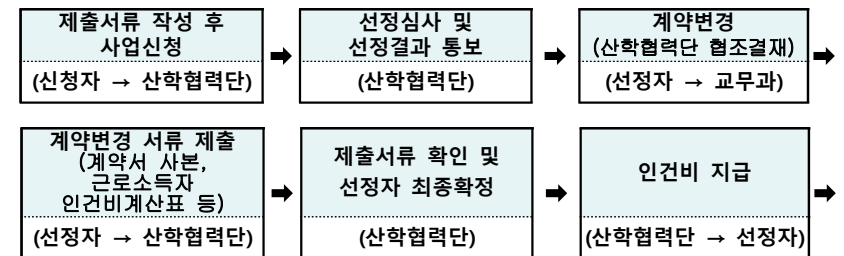 제출서류 작성 후
사업신청
(신청자 → 산학협력단)
선정심사 및
선정결과 통보
(산학협력단)
계약변경
(산학협력단 협조결재)
(선정자 → 교무과)
계약변경 서류 제출
(계약서 사본,
근로소득자
인건비계산표 등)
(선정자 → 산학협력단)
제출서류 확인 및
선정자 최종확정
(산학협력단)
인건비 지급
(산학협력단 → 선정자)